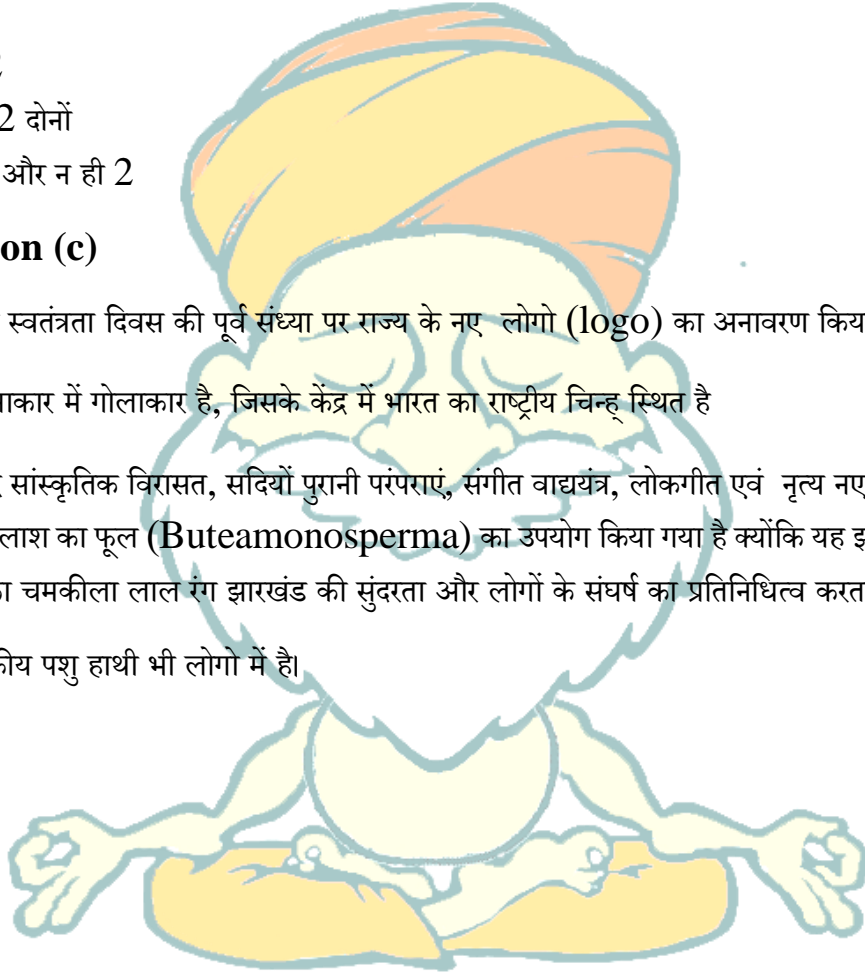 2 दोनों
और न ही 2
on (c)
स्वतंत्रता दिवस की पूर्व संध्या पर राज्य के नए लोगो (logo) का अनावरण किय
में गोलाकार है, जिसके केंद्र में भारत का राष्ट्रीय चिन्ह् स्थित है
सांस्कृतिक विरासत, सदियों पुरानी परंपराएं, संगीत वाद्ययंत्र, लोकगीत एवं नृत्य नए
लाश का फूल (Buteamonosperma) का उपयोग किया गया है क्योंकि यह इ
चमकीला लाल रंग झारखंड की सुंदरता और लोगों के संघर्ष का प्रतिनिधित्व करत
कीय पशु हाथी भी लोगो में है।